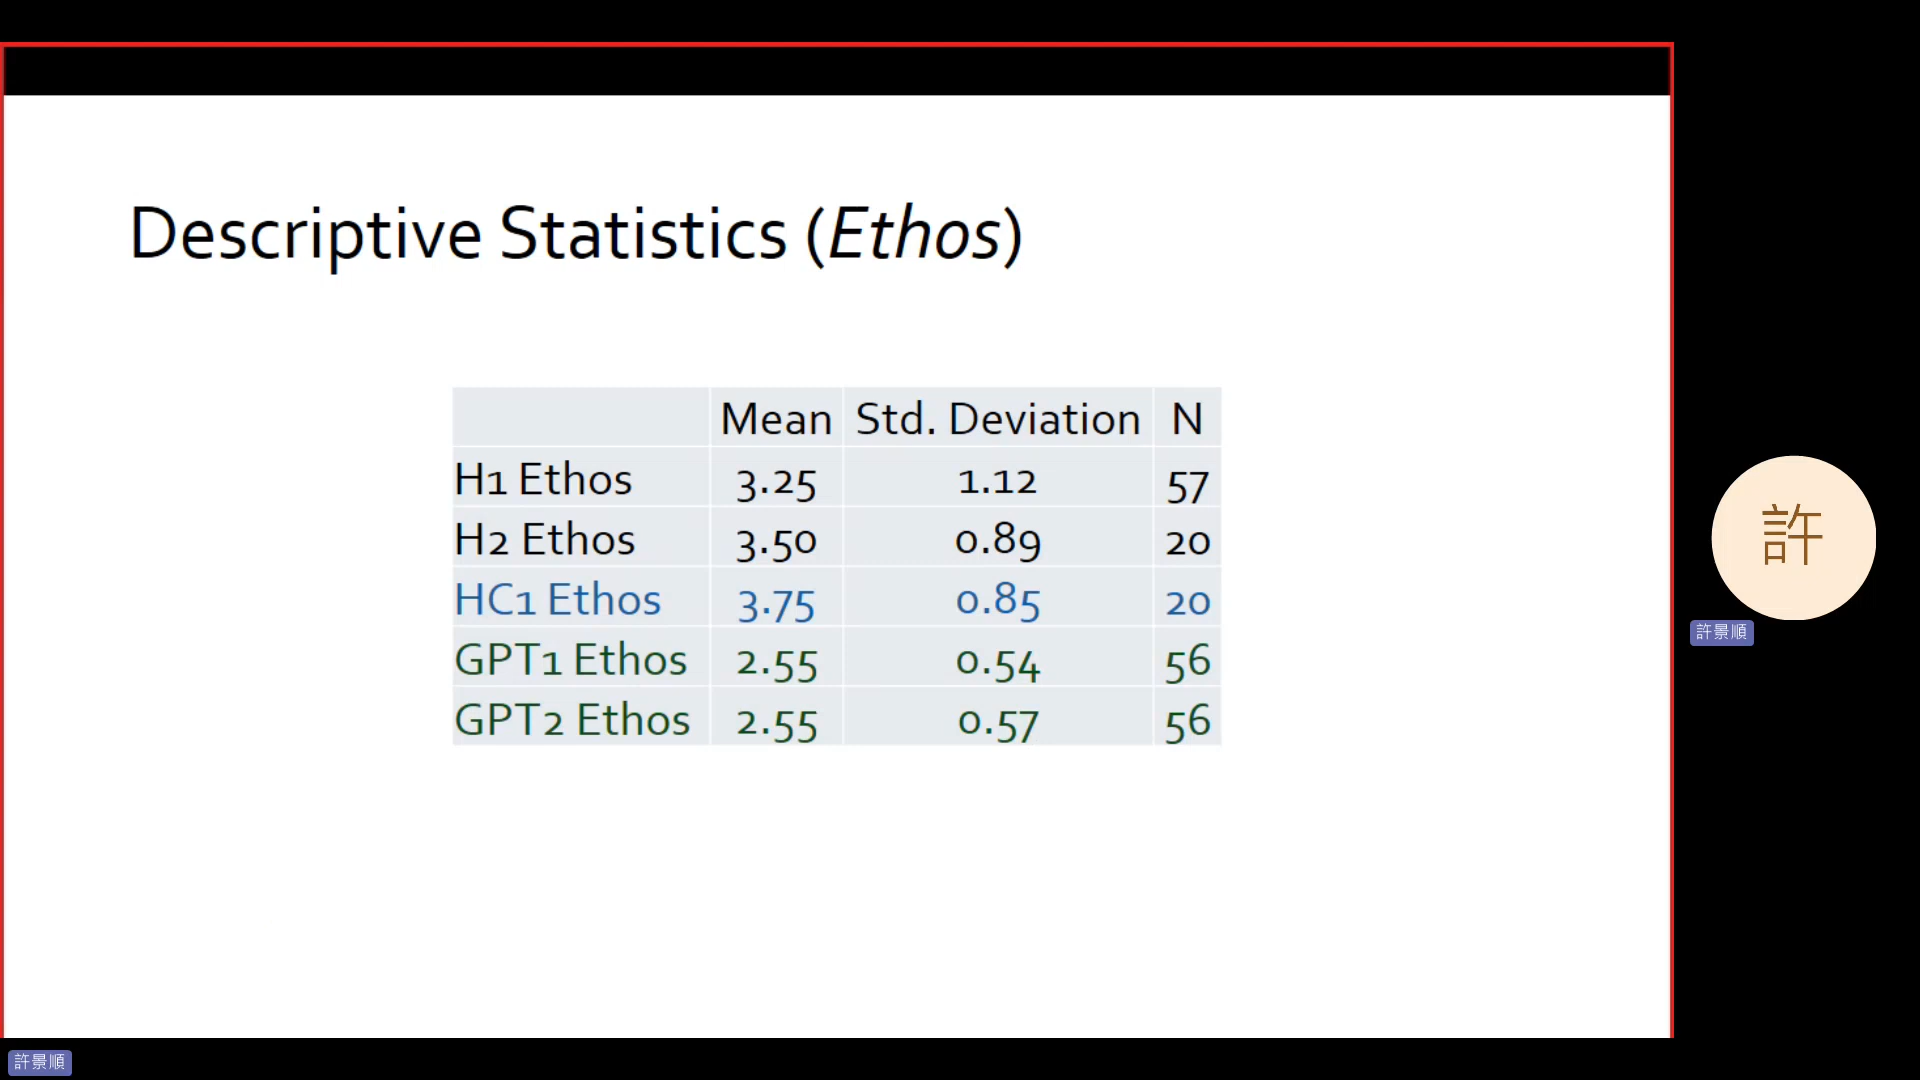 Descriptive Statistics (Ethos)
Mean Std. Deviation N
H1 Ethos 3.25 1.12 57
H2 Ethos 3.50 0.89 20
HC1 Ethos 3.75 0.85 20
GPT1 Ethos 2.55 0.54 56
GPT2 Ethos 2.55 0.57 56
許
許景順
許景順